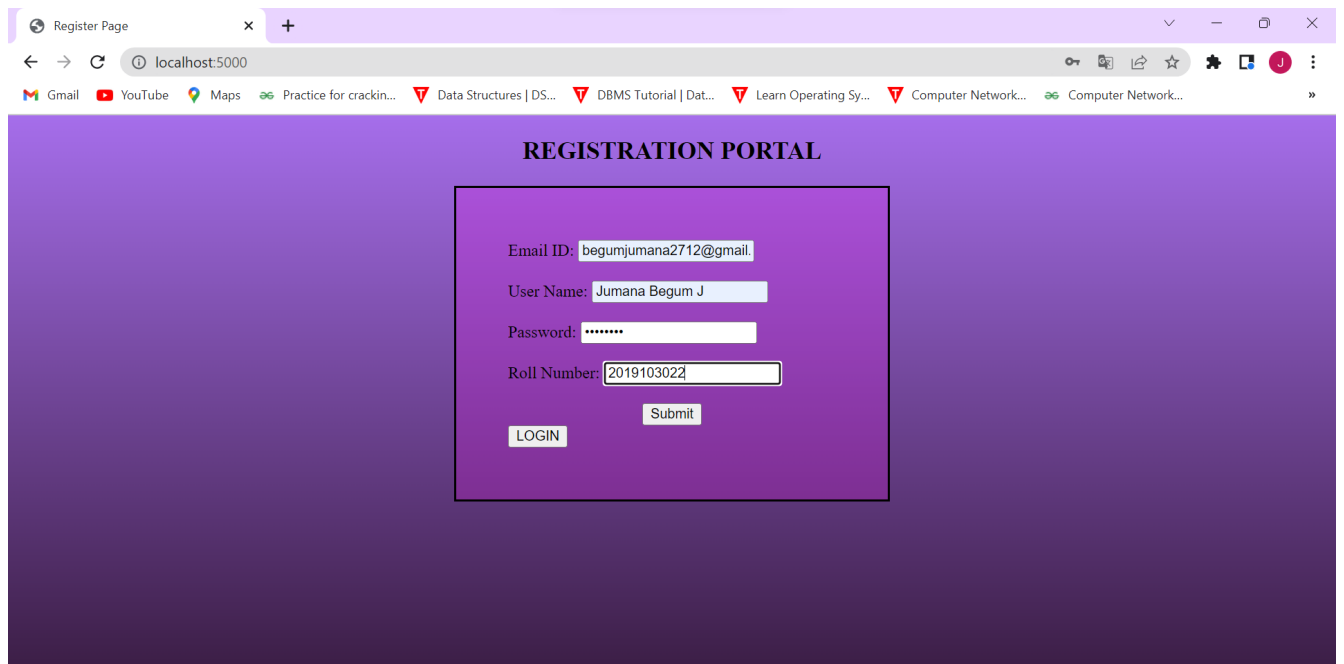 Register Page
localhost:5000
Gmail YouTube Maps Practice for crackin... Data Structures | DS... DBMS Tutorial | Dat... Learn Operating Sy... Computer Network... Computer Network... »
J
REGISTRATION PORTAL
Email ID: begumjumana2712@gmail.
User Name: Jumana Begum J
Password: ••••••••
Roll Number: 2019103022
Submit
LOGIN